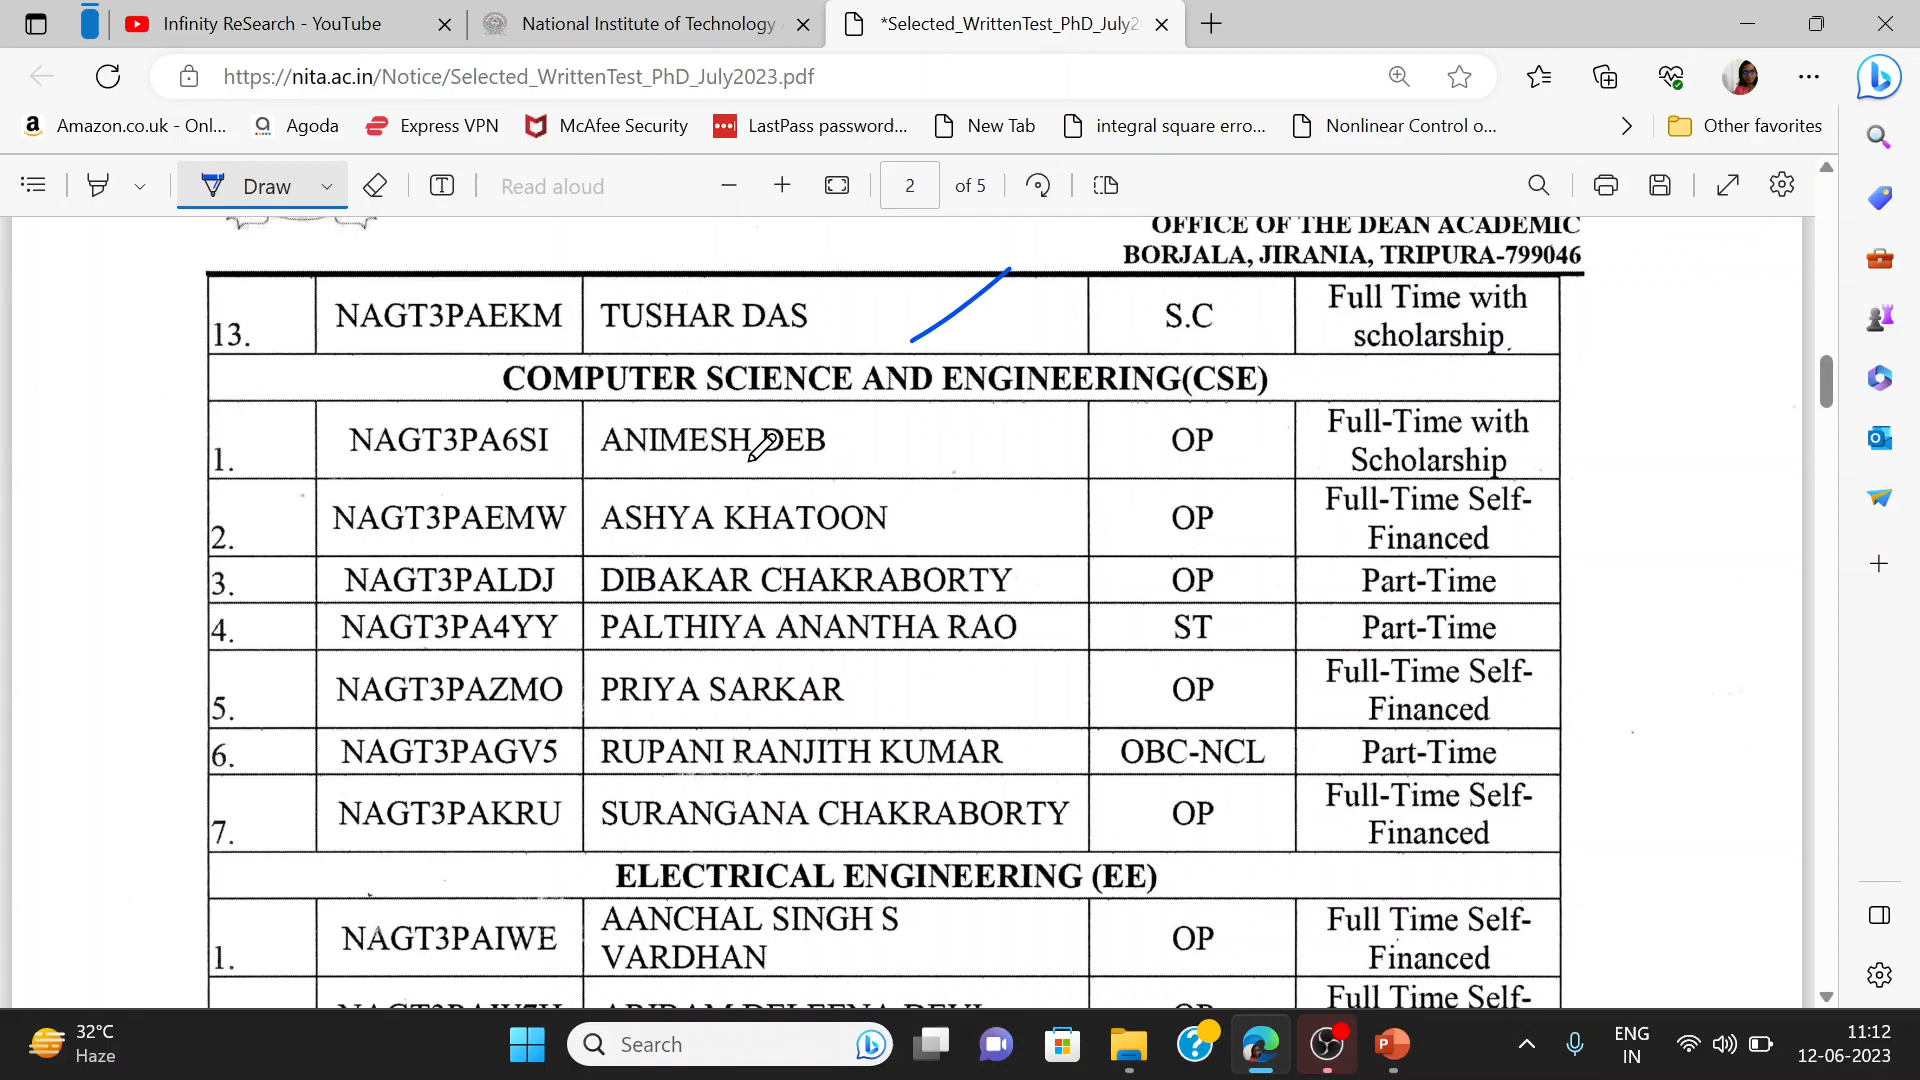 Infinity ReSearch - YouTube
National Institute of Technology
*Selected_WrittenTest_PhD_July2
https://nita.ac.in/Notice/Selected_WrittenTest_PhD_July2023.pdf
Amazon.co.uk - Onl...
Agoda
Express VPN
McAfee Security
LastPass password...
New Tab
integral square erro...
Nonlinear Control o...
Other favorites
Draw
Read aloud
2 of 5
OFFICE OF THE DEAN ACADEMIC
BORJALA, JIRANIA, TRIPURA-799046
13. NAGT3PAEKM TUSHAR DAS S.C Full Time with
scholarship
COMPUTER SCIENCE AND ENGINEERING(CSE)
1. NAGT3PA6SI ANIMESH DEB OP Full-Time with
Scholarship
2. NAGT3PAEMW ASHYA KHATOON OP Full-Time Self-
Financed
3. NAGT3PALDJ DIBAKAR CHAKRABORTY OP Part-Time
4. NAGT3PA4YY PALTHIYA ANANTHA RAO ST Part-Time
5. NAGT3PAZMO PRIYA SARKAR OP Full-Time Self-
Financed
6. NAGT3PAGV5 RUPANI RANJITH KUMAR OBC-NCL Part-Time
7. NAGT3PAKRU SURANGANA CHAKRABORTY OP Full-Time Self-
Financed
ELECTRICAL ENGINEERING (EE)
1. NAGT3PAIWE AANCHAL SINGH S
VARDHAN OP Full Time Self-
Financed
Full Time Self-
32°C
Haze
Search
ENG
IN
11:12
12-06-2023